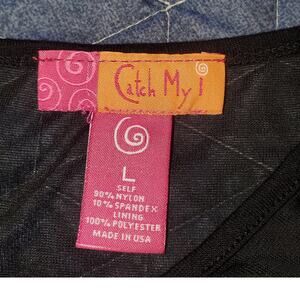 Catch My i
L
SELF
90% NYLON
10% SPANDEX
LINING
100% POLYESTER
MADE IN USA